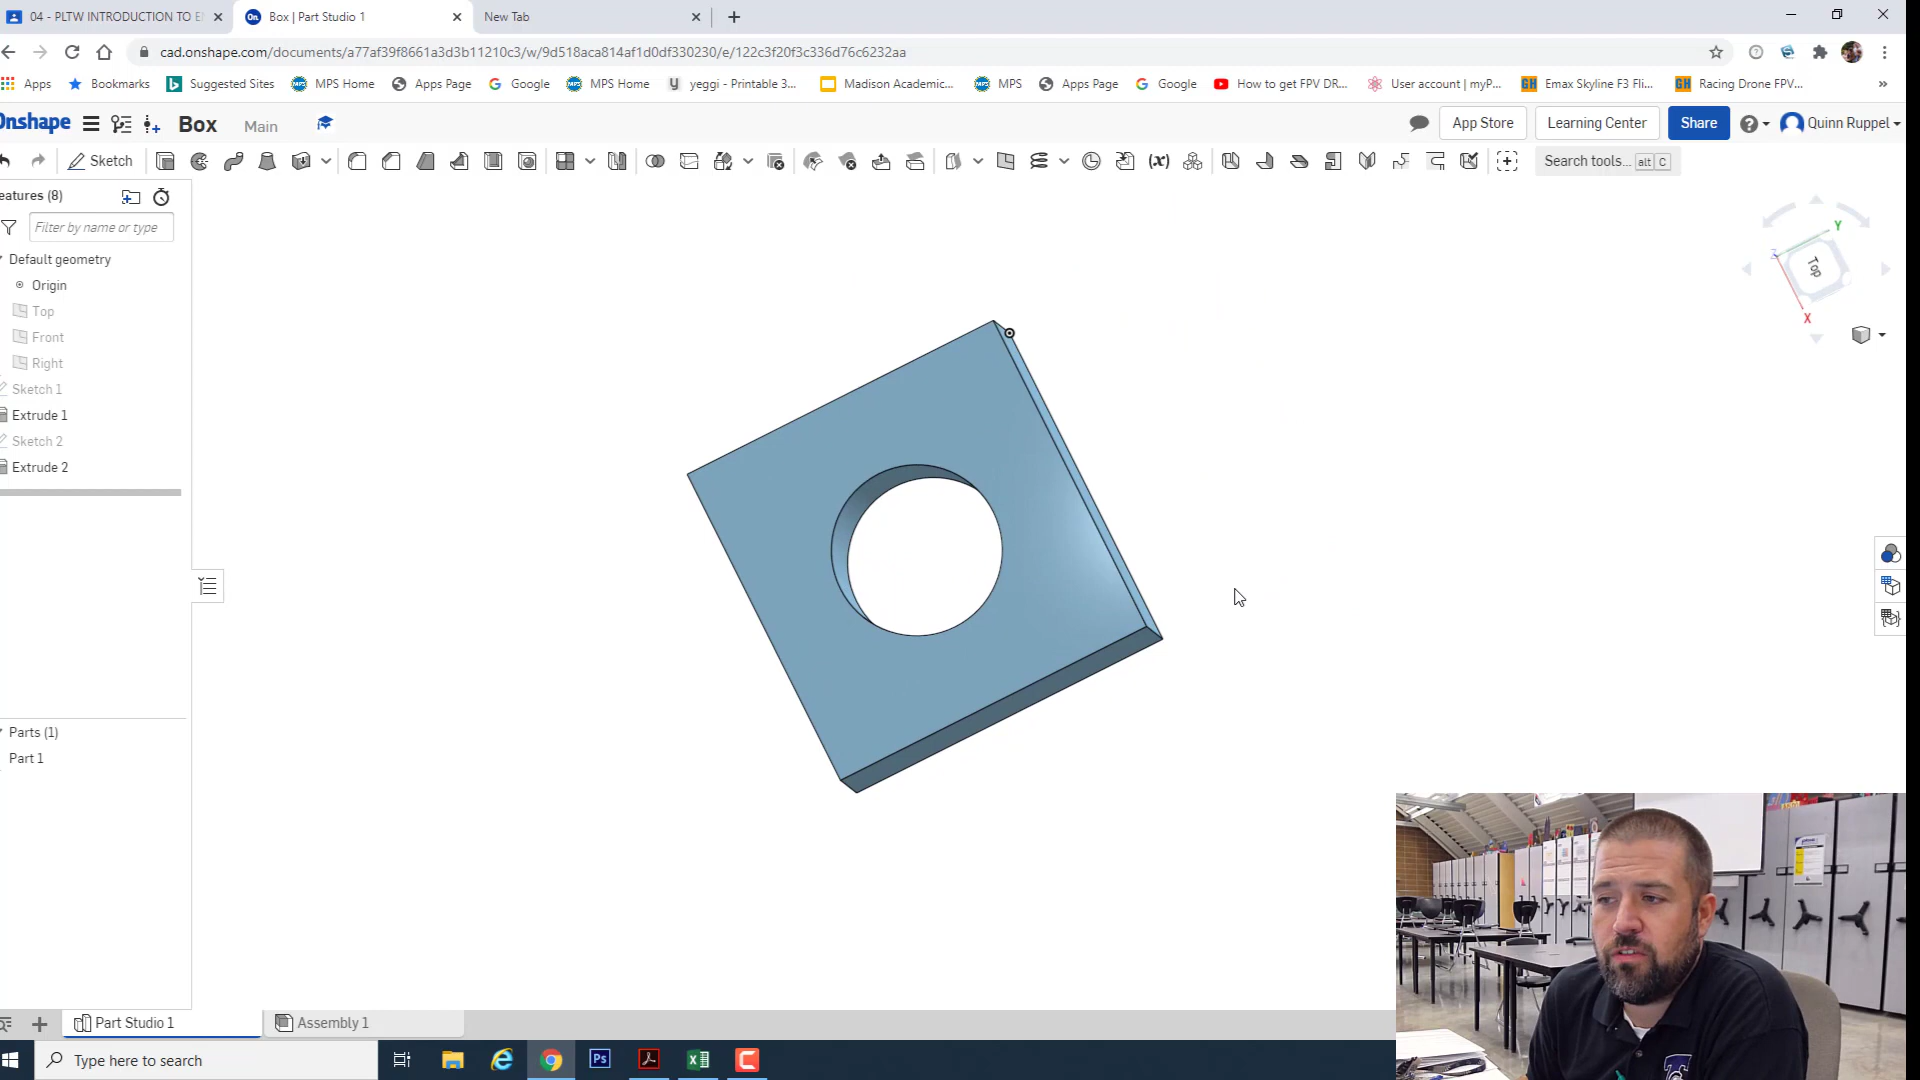 04 - PLTW INTRODUCTION TO E
Box | Part Studio 1
New Tab
cad.onshape.com/documents/a77af39f8661a3d3b11210c3/w/9d518aca814af1d0df330230/e/122c3f20f3c336d76c6232aa
Apps
Bookmarks
Suggested Sites
MPS Home
Apps Page
Google
MPS Home
yeggi - Printable 3...
Madison Academic...
MPS
Apps Page
Google
How to get FPV DR...
User account | myP...
Emax Skyline F3 Fli...
Racing Drone FPV...
Onshape
Box
Main
App Store
Learning Center
Share
Quinn Ruppel
Sketch
Search tools... alt C
eatures (8)
Filter by name or type
Default geometry
Origin
Top
Front
Right
Sketch 1
Extrude 1
Sketch 2
Extrude 2
Parts (1)
Part 1
Y
Z
Top
X
Part Studio 1
Assembly 1
Type here to search
Ps